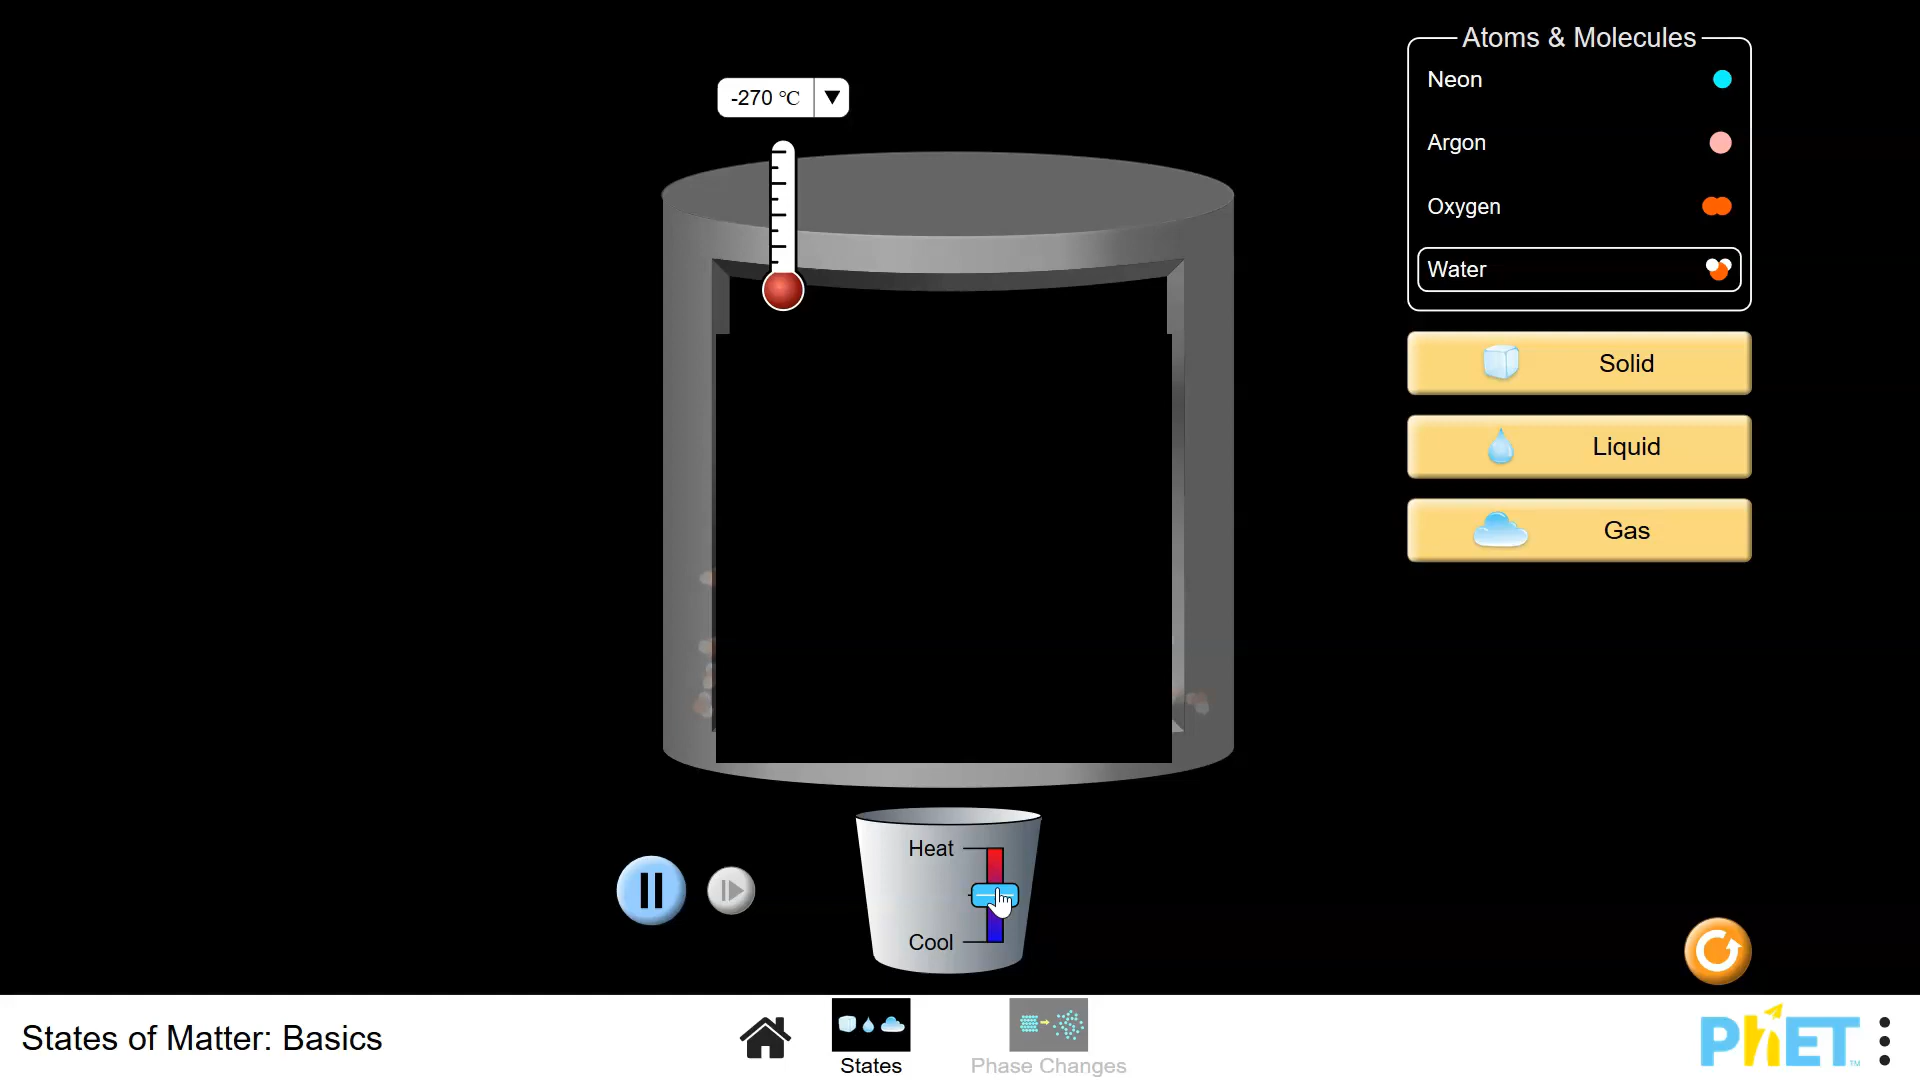 Atoms & Molecules
Neon
-270 °C
Argon
Oxygen
Water
Solid
Liquid
Gas
Heat
Cool
States of Matter: Basics
States
Phase Changes
PhET™